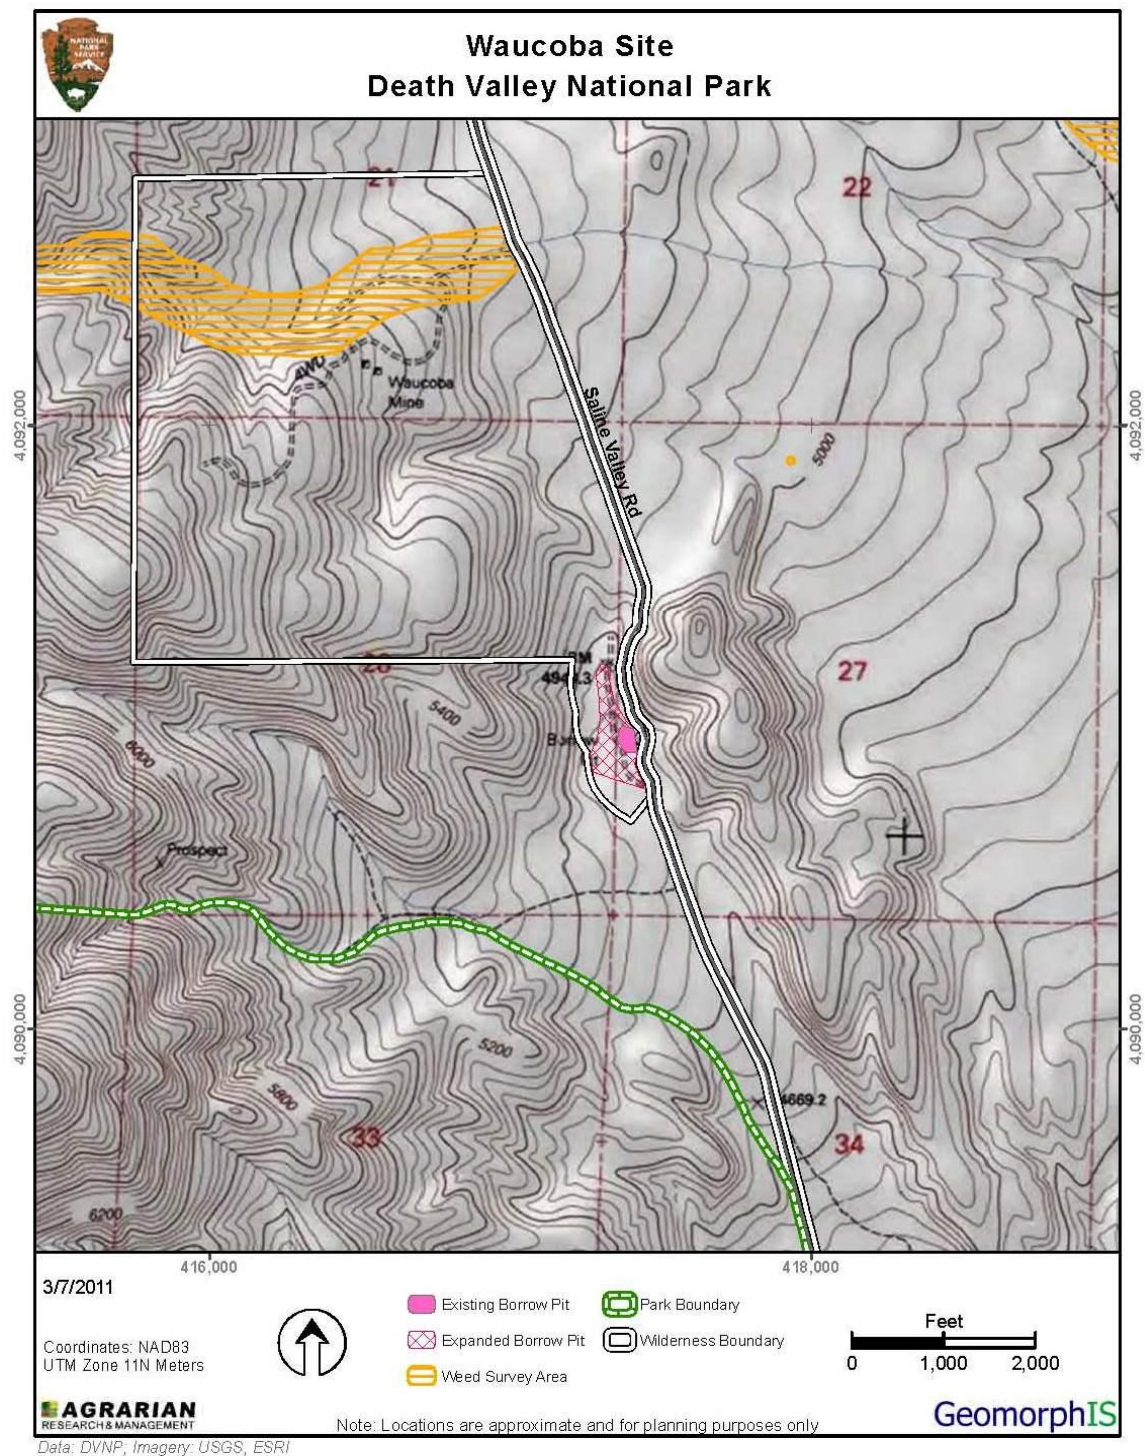 NATIONAL
PARK
SERVICE
Waucoba Site
Death Valley National Park
21
22
4WD
Waucoba
Mine
Saline Valley Rd
4,092,000
4,092,000
5000
28
BM
27
5400
6000
Prospect
4,090,000
4,090,000
5200
5800
4669.2
33
34
6200
416,000
418,000
3/7/2011
Coordinates: NAD83
UTM Zone 11N Meters
Existing Borrow Pit
Expanded Borrow Pit
Weed Survey Area
Park Boundary
Wilderness Boundary
Feet
0 1,000 2,000
AGRARIAN
RESEARCH & MANAGEMENT
Note: Locations are approximate and for planning purposes only
GeomorphIS
Data: DVNP; Imagery: USGS, ESRI